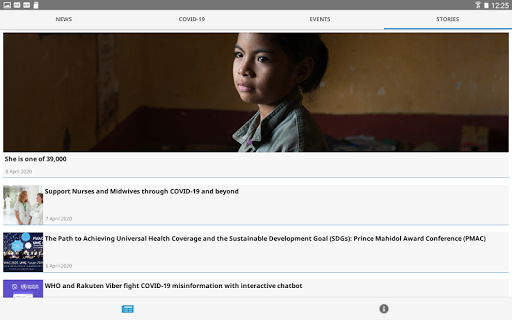 12:25
NEWS
COVID-19
EVENTS
STORIES
She is one of 39,000
8 April 2020
Support Nurses and Midwives through COVID-19 and beyond
7 April 2020
The Path to Achieving Universal Health Coverage and the Sustainable Development Goal (SDGs): Prince Mahidol Award Conference (PMAC)
6 April 2020
WHO and Rakuten Viber fight COVID-19 misinformation with interactive chatbot